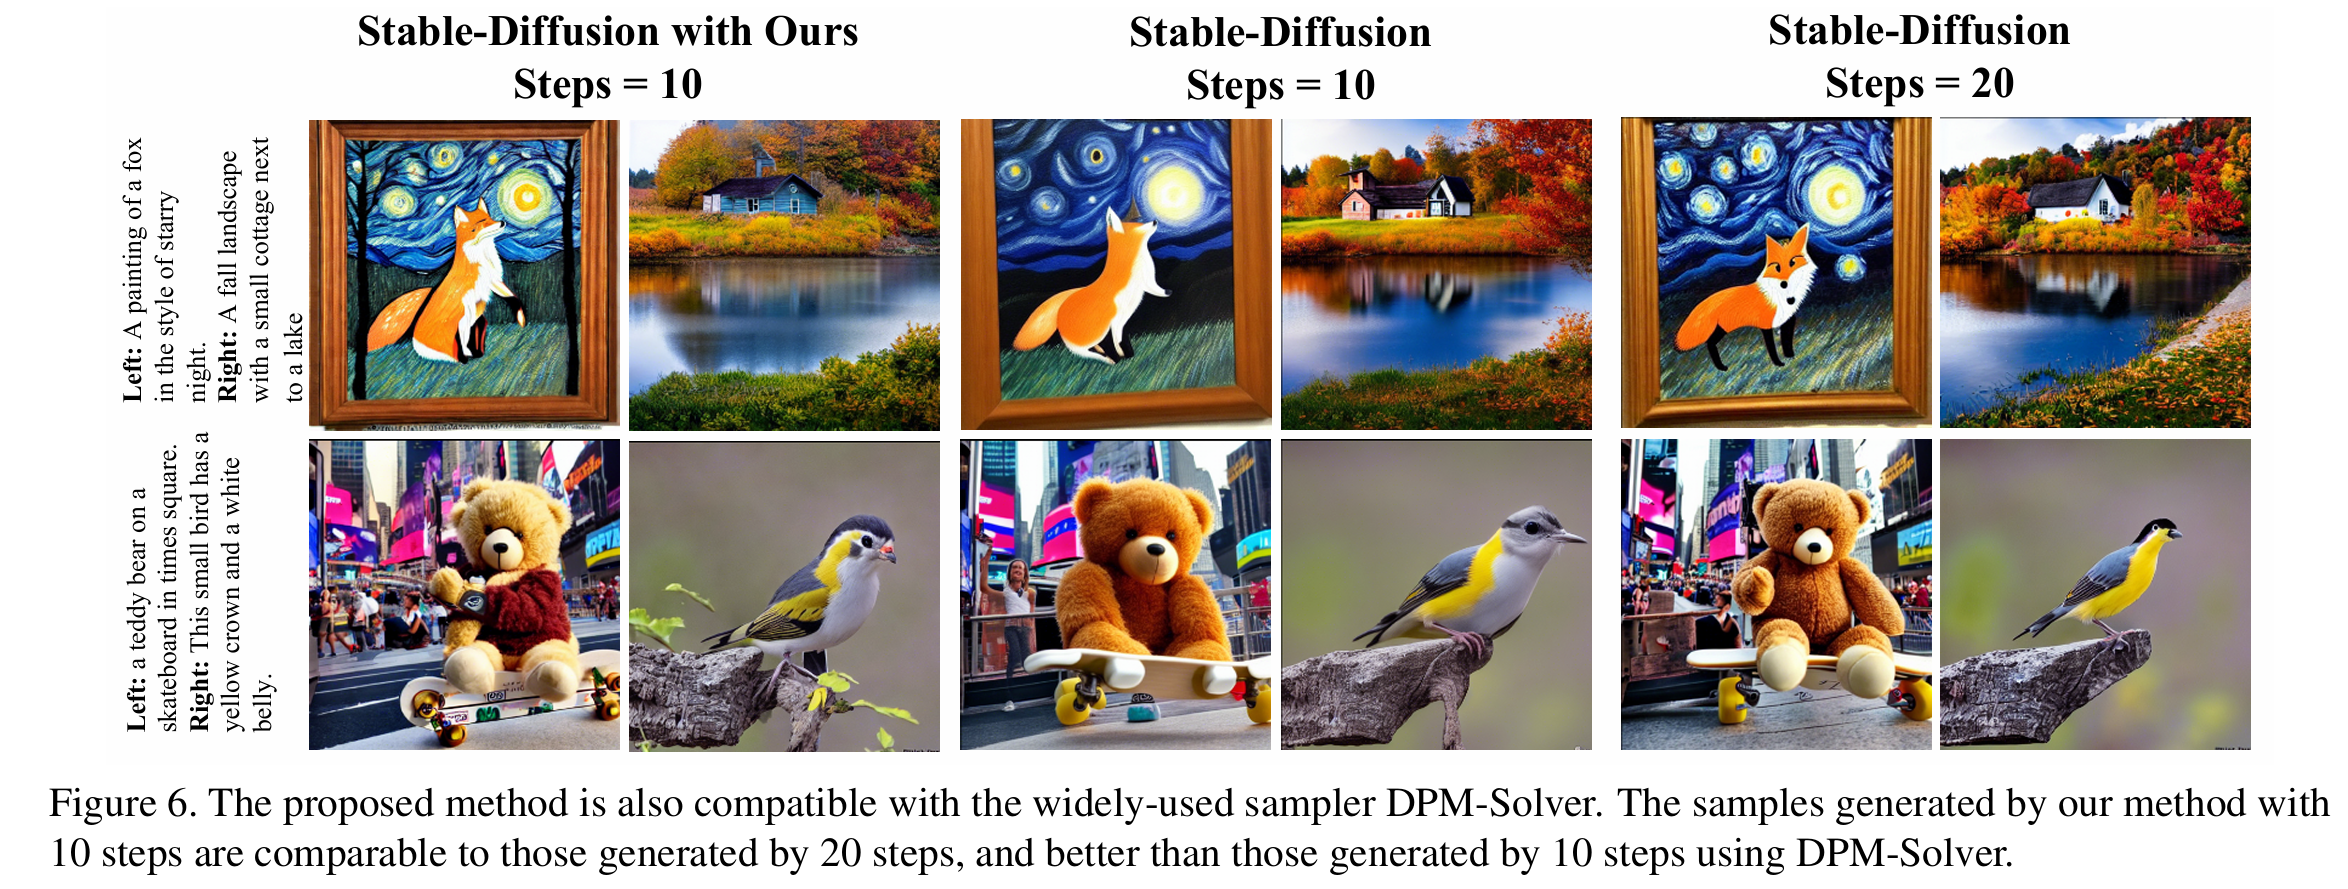 Stable-Diffusion with Ours
Steps = 10
Stable-Diffusion
Steps = 10
Stable-Diffusion
Steps = 20
Left: A painting of a fox
in the style of starry
night.
Right: A fall landscape
with a small cottage next
to a lake
Left: a teddy bear on a
skateboard in times square.
Right: This small bird has a
yellow crown and a white
belly.
Figure 6. The proposed method is also compatible with the widely-used sampler DPM-Solver. The samples generated by our method with
10 steps are comparable to those generated by 20 steps, and better than those generated by 10 steps using DPM-Solver.